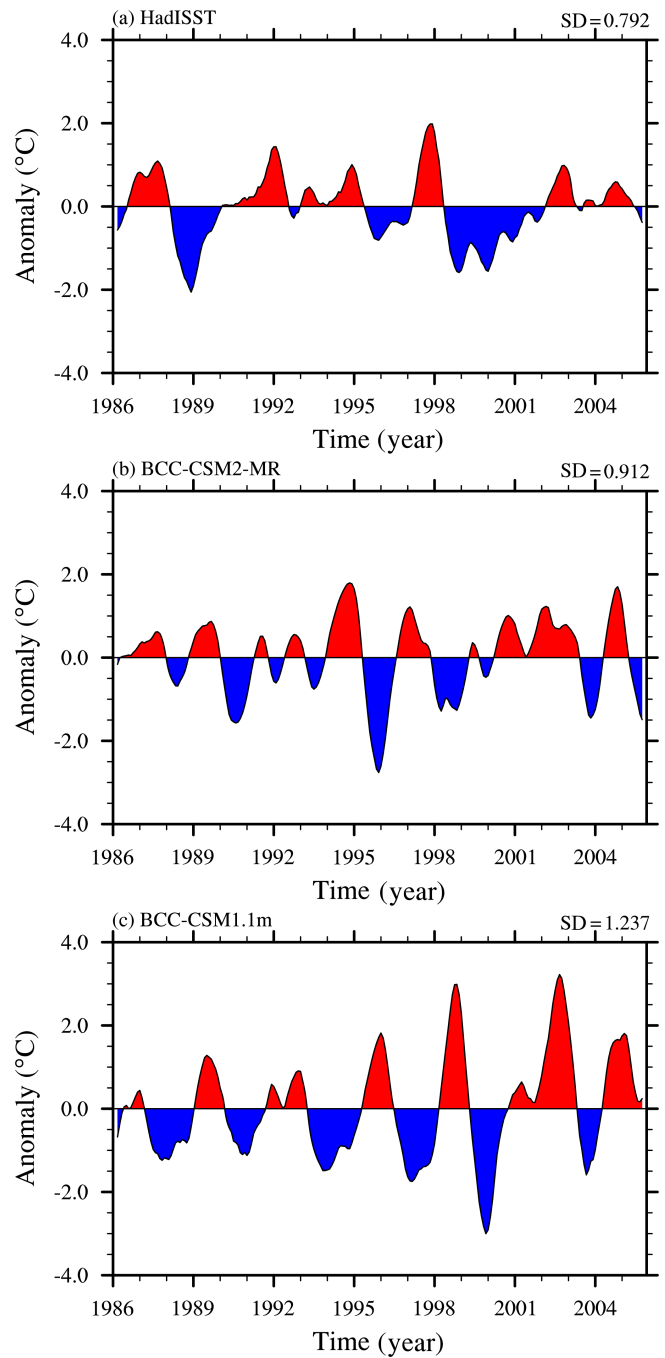 (a) HadISST SD=0.792
4.0
2.0
0.0
-2.0
-4.0
Anomaly (°C)
1986 1989 1992 1995 1998 2001 2004
Time (year)
(b) BCC-CSM2-MR SD=0.912
4.0
2.0
0.0
-2.0
-4.0
Anomaly (°C)
1986 1989 1992 1995 1998 2001 2004
Time (year)
(c) BCC-CSM1.1m SD=1.237
4.0
2.0
0.0
-2.0
-4.0
Anomaly (°C)
1986 1989 1992 1995 1998 2001 2004
Time (year)